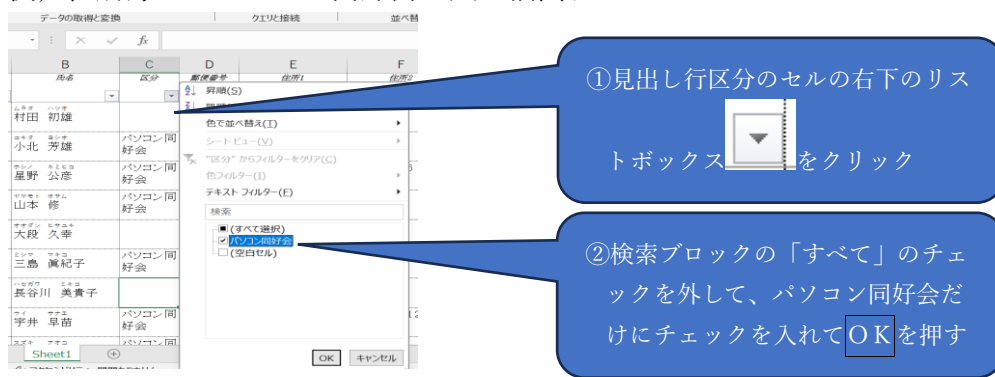 データの取得と変換
クエリと接続
並べ替
fx
B C D E F
氏名 区分 郵便番号 住所1 住所2
昇順(S)
色で並べ替え(I)
シート ビュー(V)
"区分" からフィルターをクリア(C)
色フィルター(I)
テキスト フィルター(F)
検索
(すべて選択)
パソコン同好会
(空白セル)
OK キャンセル
村田 初雄
小北 芳雄 パソコン同好会
星野 公彦 パソコン同好会
山本 修 パソコン同好会
大段 久幸
三島 眞紀子 パソコン同好会
長谷川 美貴子
宇井 早苗 パソコン同好会
Sheet1
①見出し行区分のセルの右下のリス
トボックス をクリック
②検索ブロックの「すべて」のチェ
ックを外して、パソコン同好会だ
けにチェックを入れてOKを押す